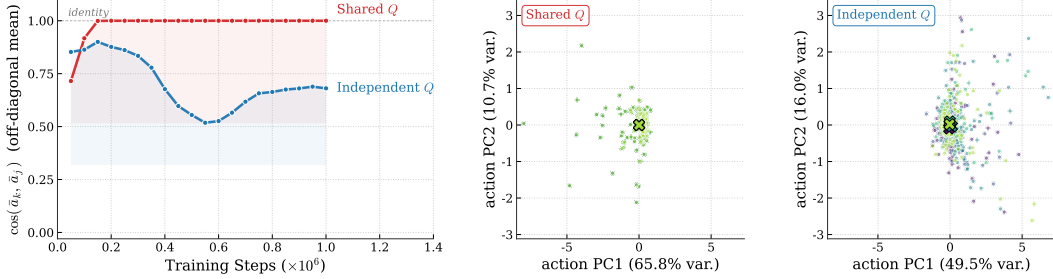 cos(ā_k, ā_j) (off-diagonal mean)
1.00
0.75
0.50
0.25
0.00
identity
Shared Q
Independent Q
0.0 0.2 0.4 0.6 0.8 1.0 1.2 1.4
Training Steps (×10⁶)
Shared Q
action PC2 (10.7% var.)
3
2
1
0
-1
-2
-3
-5 0 5
action PC1 (65.8% var.)
Independent Q
action PC2 (16.0% var.)
3
2
1
0
-1
-2
-3
-5 0 5
action PC1 (49.5% var.)